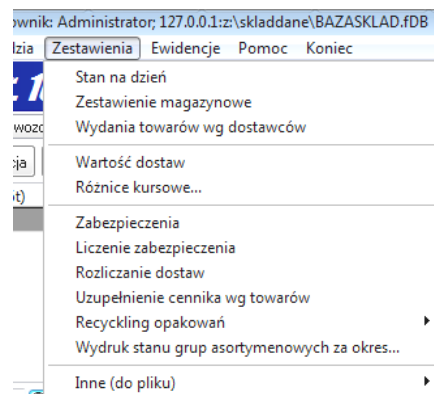 ownik: Administrator; 127.0.0.1:z:\skladdane\BAZASKLAD.fDB
dzia Zestawienia Ewidencje Pomoc Koniec
Stan na dzień
Zestawienie magazynowe
Wydania towarów wg dostawców
Wartość dostaw
Różnice kursowe...
Zabezpieczenia
Liczenie zabezpieczenia
Rozliczanie dostaw
Uzupełnienie cennika wg towarów
Recyckling opakowań
Wydruk stanu grup asortymenowych za okres...
Inne (do pliku)